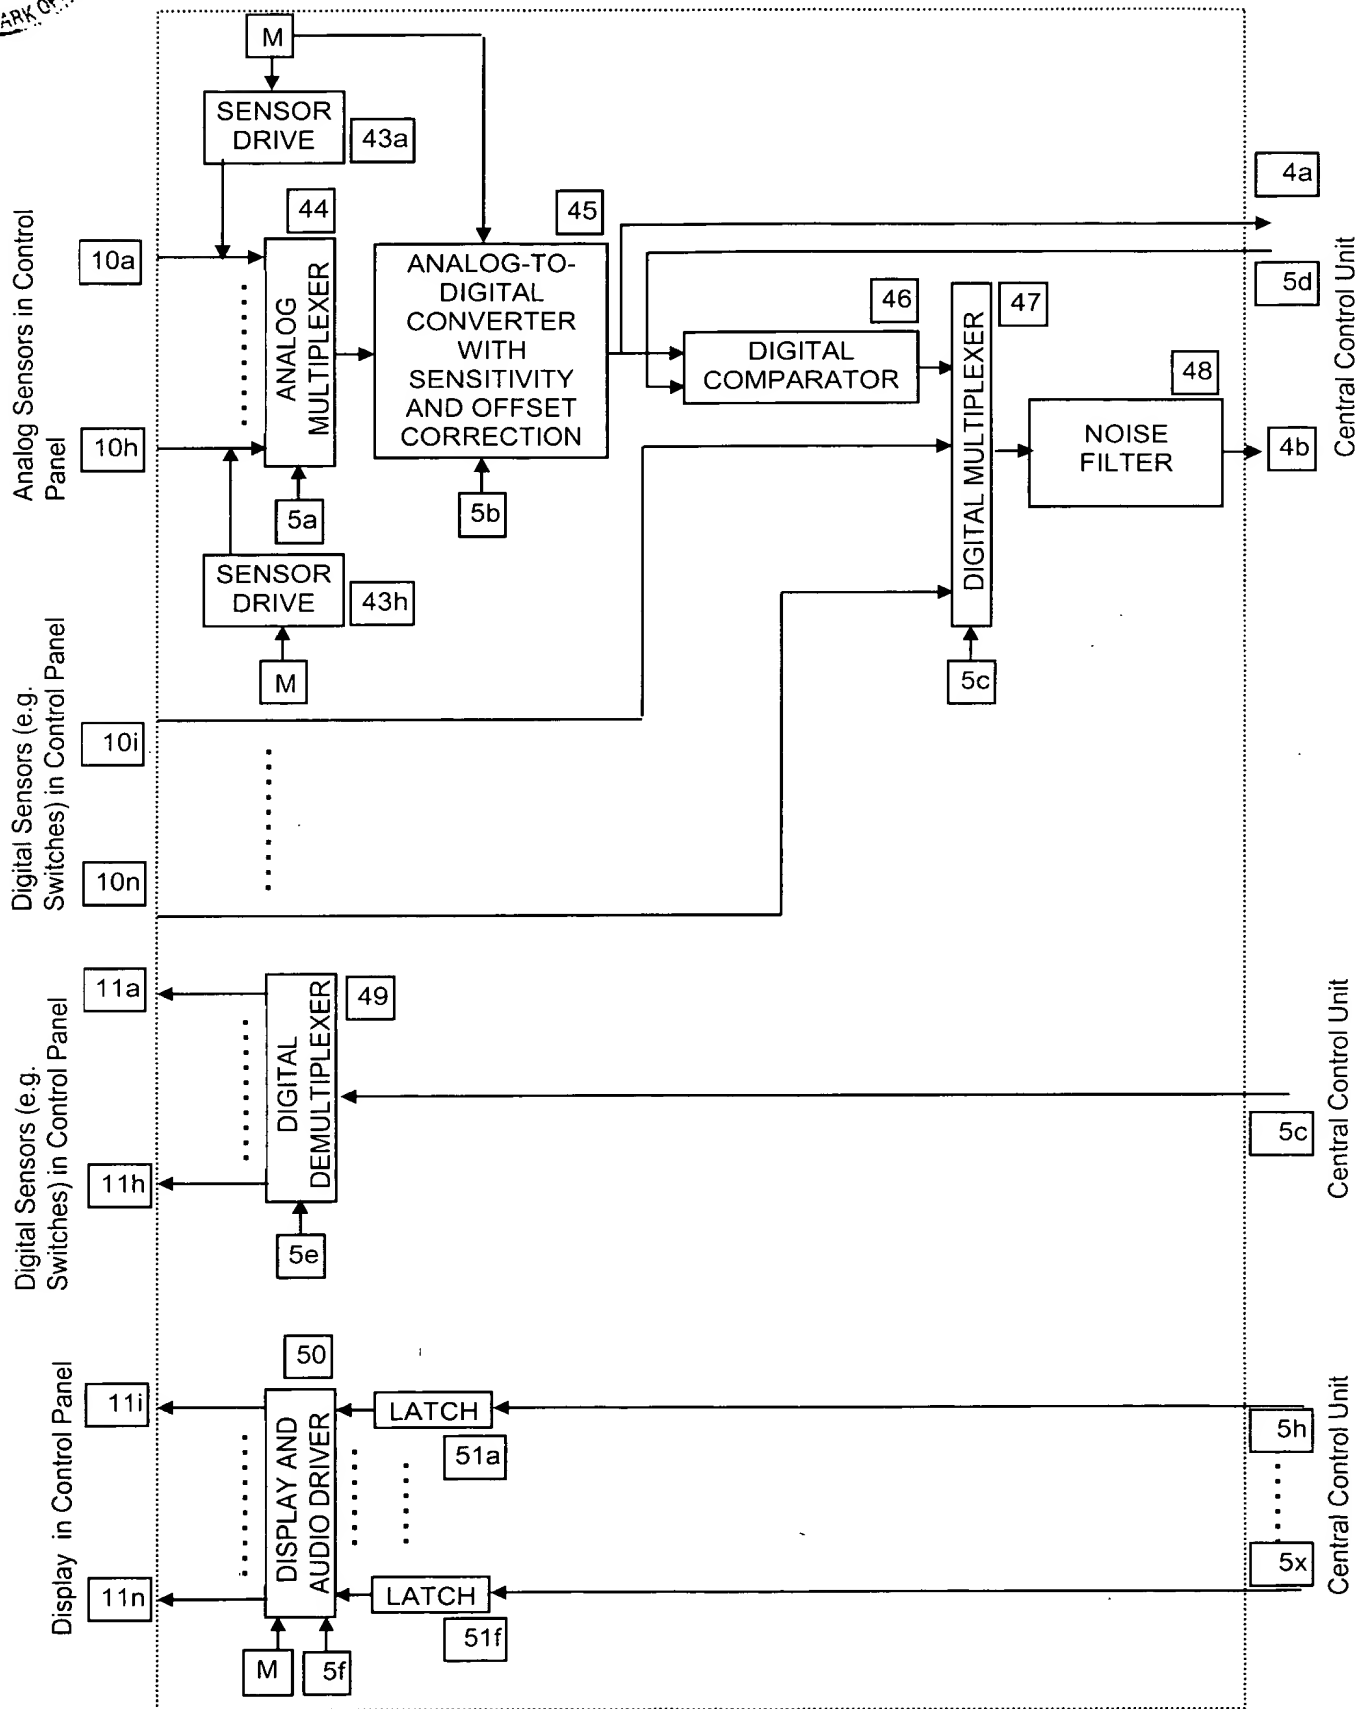 M
SENSOR
DRIVE
43a
4a
44
45
10a
ANALOG
MULTIPLEXER
ANALOG-TO-
DIGITAL
CONVERTER
WITH
SENSITIVITY
AND OFFSET
CORRECTION
5d
46
47
DIGITAL
COMPARATOR
DIGITAL MULTIPLEXER
48
NOISE
FILTER
4b
Central Control Unit
Analog Sensors in Control
Panel
10h
5a
5b
SENSOR
DRIVE
43h
M
5c
Digital Sensors (e.g.
Switches) in Control Panel
10i
10n
Digital Sensors (e.g.
Switches) in Control Panel
11a
49
DIGITAL
DEMULTIPLEXER
5c
Central Control Unit
11h
5e
50
Display in Control Panel
11i
DISPLAY AND
AUDIO DRIVER
LATCH
51a
5h
Central Control Unit
5x
11n
LATCH
51f
M
5f